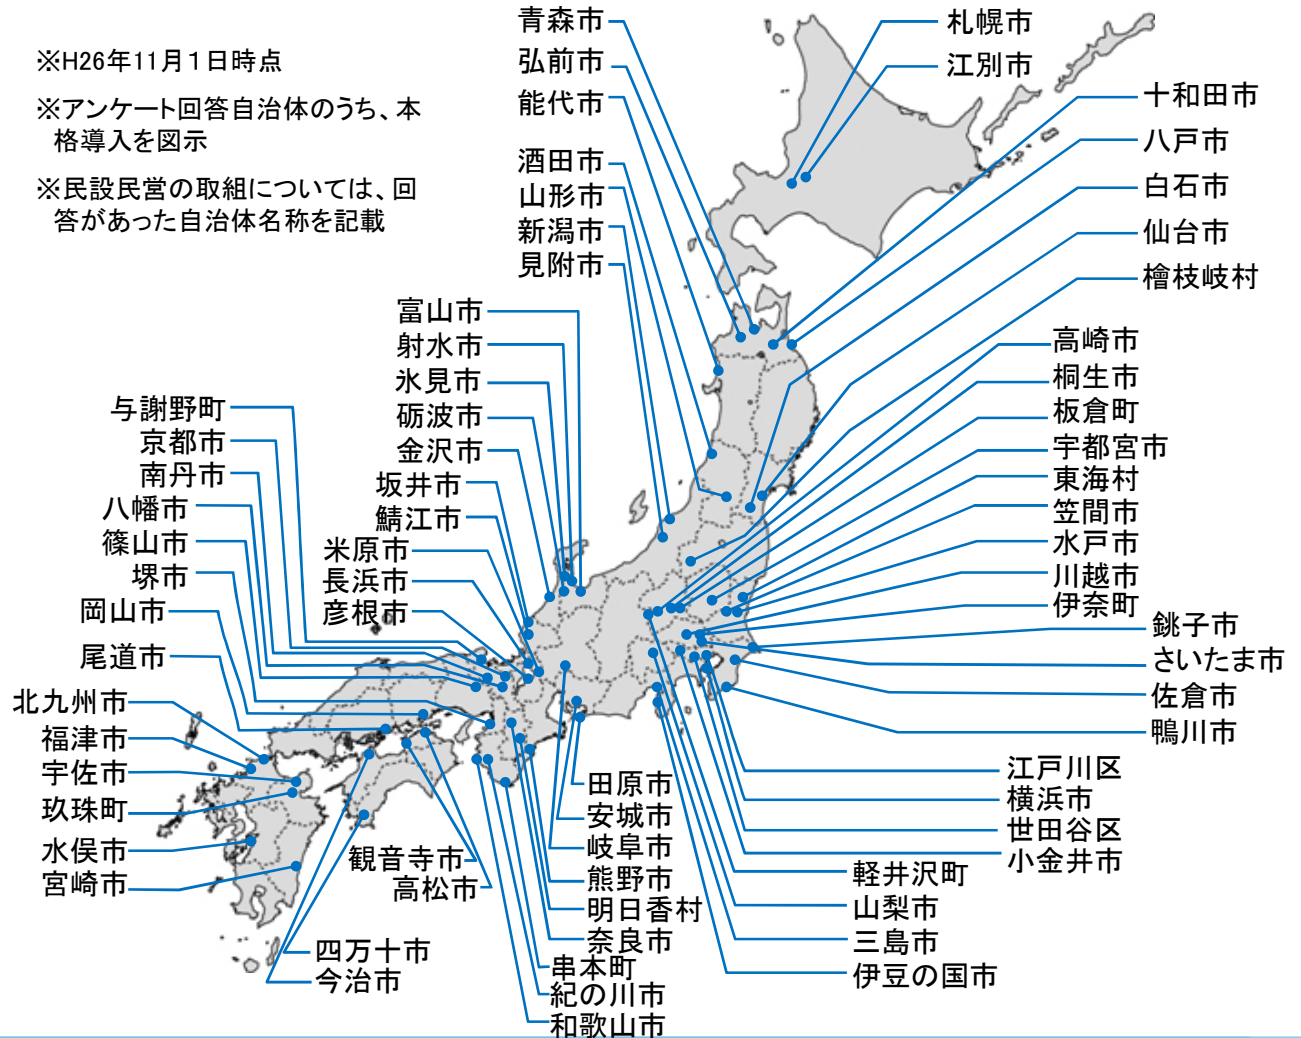 ※H26年11月１日時点
※アンケート回答自治体のうち、本
格導入を図示
※民設民営の取組については、回
答があった自治体名称を記載
青森市
弘前市
能代市
酒田市
山形市
新潟市
見附市
札幌市
江別市
十和田市
八戸市
白石市
仙台市
檜枝岐村
高崎市
桐生市
板倉町
宇都宮市
東海村
笠間市
水戸市
川越市
伊奈町
銚子市
さいたま市
佐倉市
鴨川市
富山市
射水市
氷見市
砺波市
金沢市
坂井市
鯖江市
米原市
長浜市
彦根市
与謝野町
京都市
南丹市
八幡市
篠山市
堺市
岡山市
尾道市
北九州市
福津市
宇佐市
玖珠町
水俣市
宮崎市
観音寺市
高松市
四万十市
今治市
田原市
安城市
岐阜市
熊野市
明日香村
奈良市
串本町
紀の川市
和歌山市
江戸川区
横浜市
世田谷区
小金井市
軽井沢町
山梨市
三島市
伊豆の国市